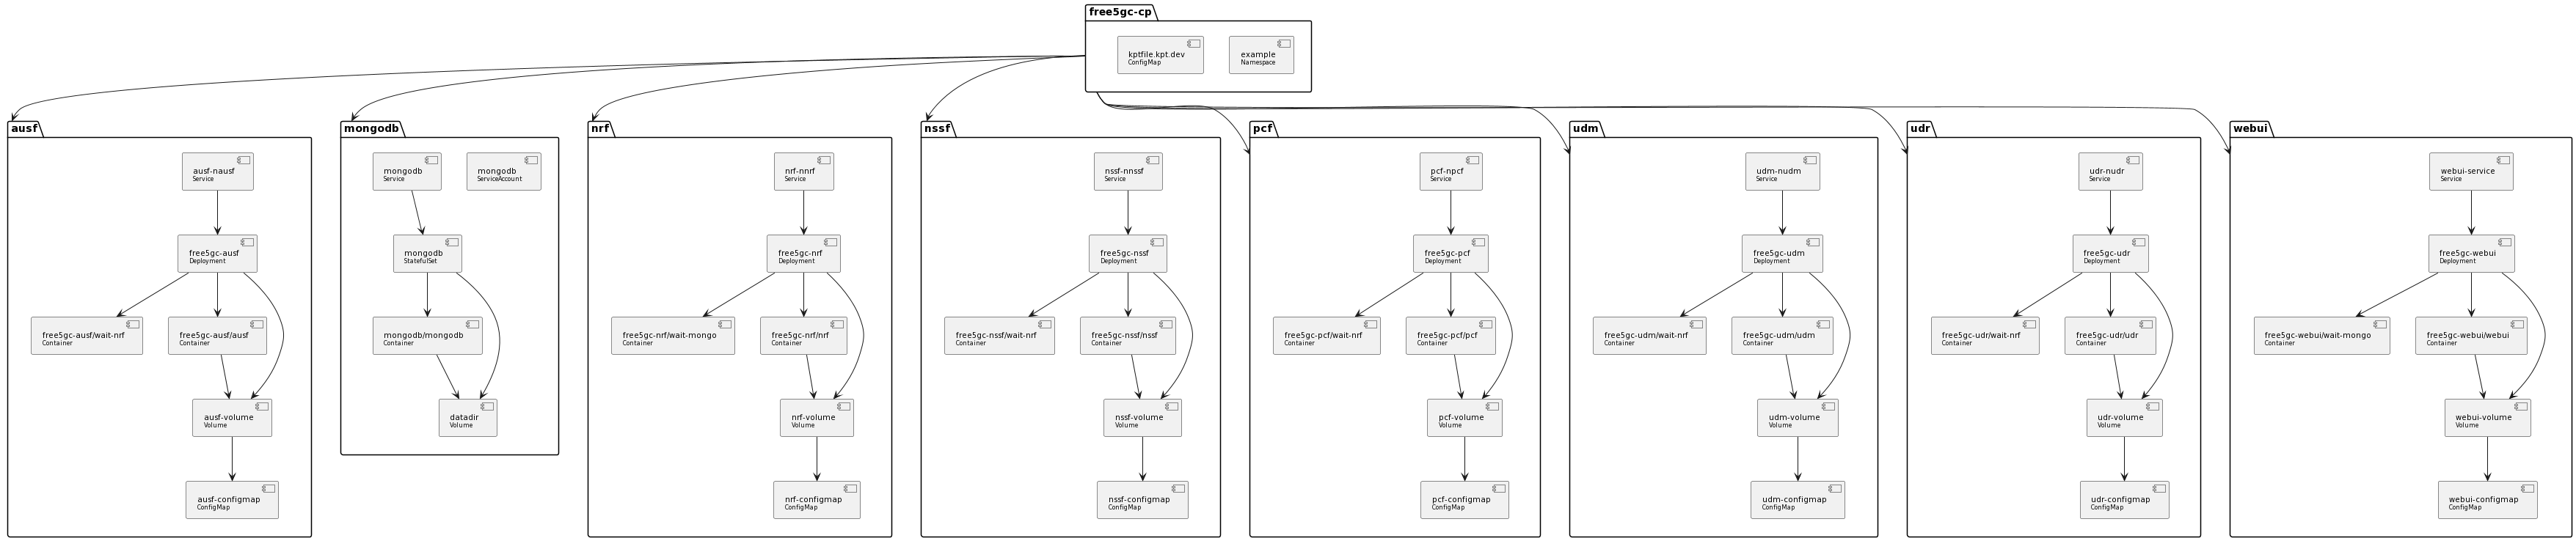 free5gc-cp
kptfile.kpt.dev
ConfigMap
example
Namespace
ausf
ausf-nausf
Service
free5gc-ausf
Deployment
free5gc-ausf/wait-nrf
Container
free5gc-ausf/ausf
Container
ausf-volume
Volume
ausf-configmap
ConfigMap
mongodb
mongodb
Service
mongodb
ServiceAccount
mongodb
StatefulSet
mongodb/mongodb
Container
datadir
Volume
nrf
nrf-nnrf
Service
free5gc-nrf
Deployment
free5gc-nrf/wait-mongo
Container
free5gc-nrf/nrf
Container
nrf-volume
Volume
nrf-configmap
ConfigMap
nssf
nssf-nnssf
Service
free5gc-nssf
Deployment
free5gc-nssf/wait-nrf
Container
free5gc-nssf/nssf
Container
nssf-volume
Volume
nssf-configmap
ConfigMap
pcf
pcf-npcf
Service
free5gc-pcf
Deployment
free5gc-pcf/wait-nrf
Container
free5gc-pcf/pcf
Container
pcf-volume
Volume
pcf-configmap
ConfigMap
udm
udm-nudm
Service
free5gc-udm
Deployment
free5gc-udm/wait-nrf
Container
free5gc-udm/udm
Container
udm-volume
Volume
udm-configmap
ConfigMap
udr
udr-nudr
Service
free5gc-udr
Deployment
free5gc-udr/wait-nrf
Container
free5gc-udr/udr
Container
udr-volume
Volume
udr-configmap
ConfigMap
webui
webui-service
Service
free5gc-webui
Deployment
free5gc-webui/wait-mongo
Container
free5gc-webui/webui
Container
webui-volume
Volume
webui-configmap
ConfigMap